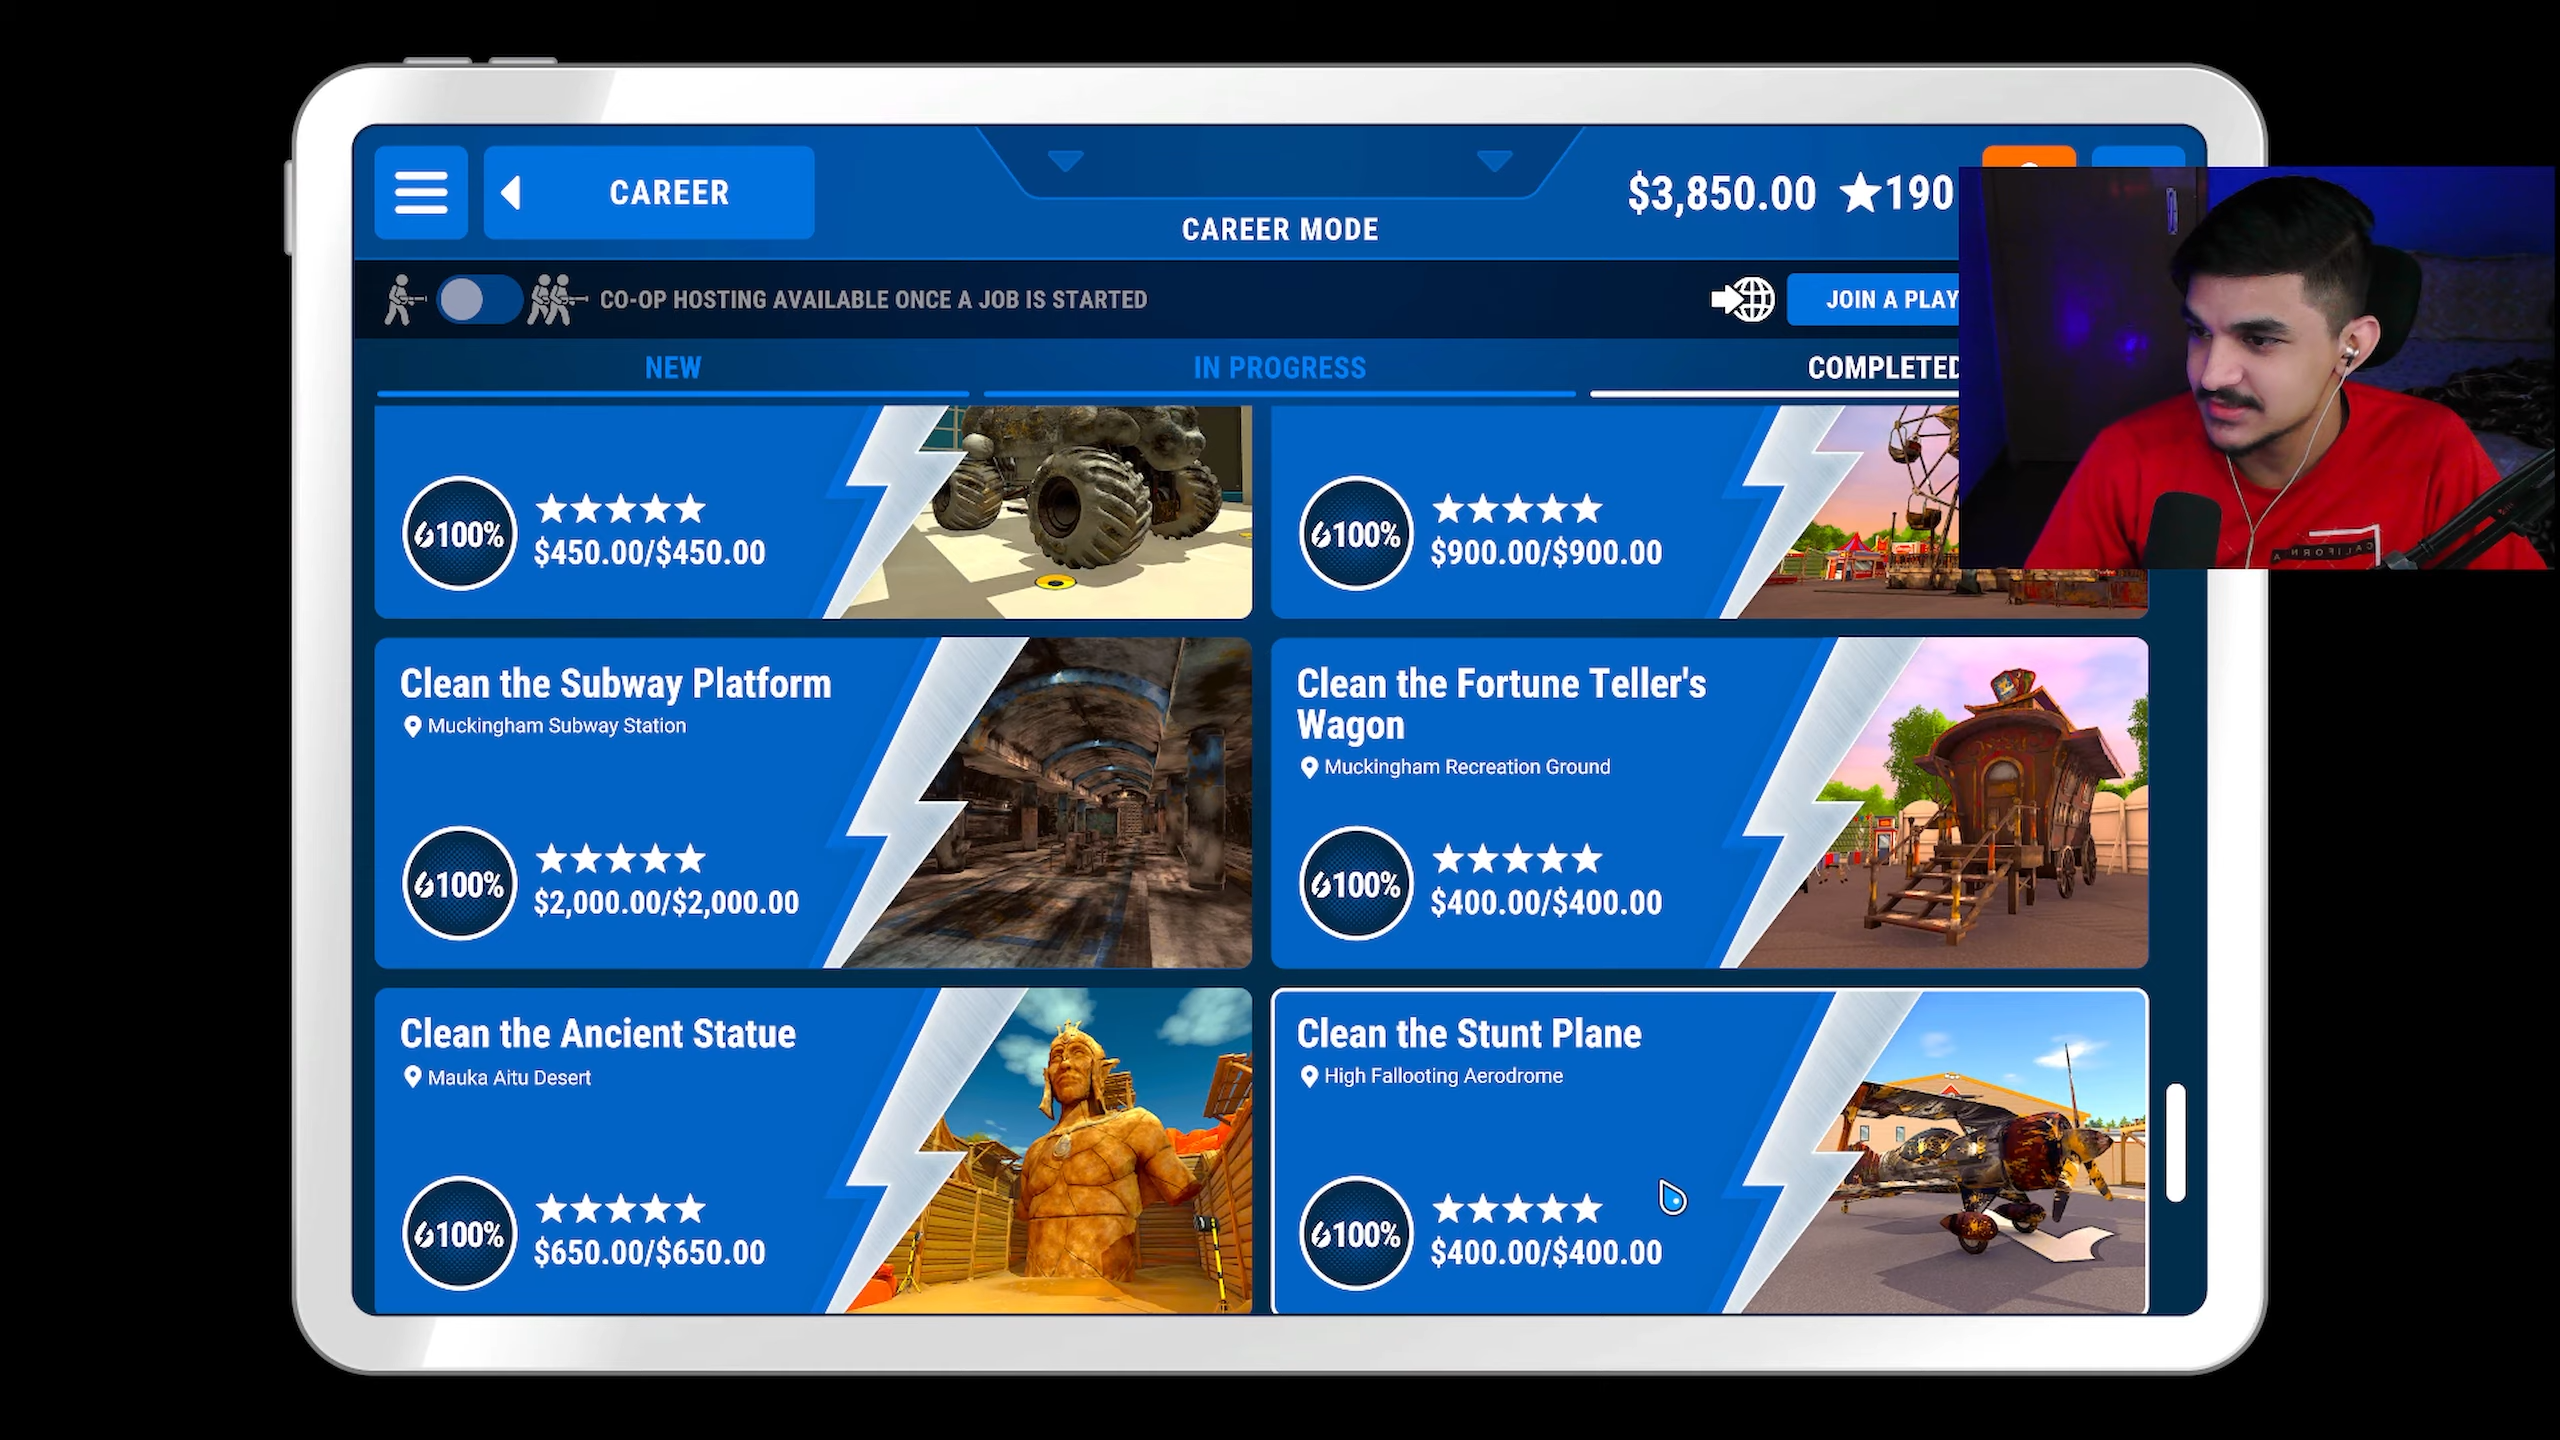 CAREER
CAREER MODE
$3,850.00 ★190
CO-OP HOSTING AVAILABLE ONCE A JOB IS STARTED
JOIN A PLAY
NEW
IN PROGRESS
COMPLETED
100%
$450.00/$450.00
100%
$900.00/$900.00
Clean the Subway Platform
Muckingham Subway Station
100%
$2,000.00/$2,000.00
Clean the Fortune Teller's
Wagon
Muckingham Recreation Ground
100%
$400.00/$400.00
Clean the Ancient Statue
Mauka Aitu Desert
100%
$650.00/$650.00
Clean the Stunt Plane
High Fallooting Aerodrome
100%
$400.00/$400.00